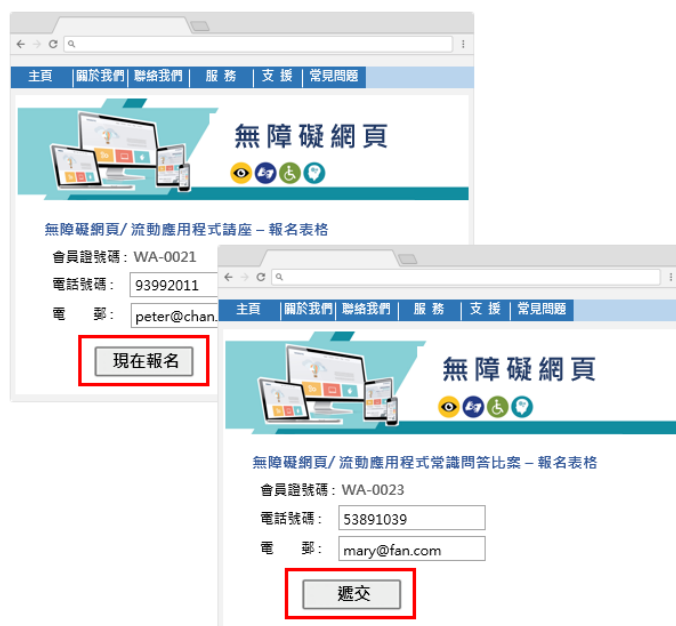 主頁 關於我們 聯絡我們 服務 支援 常見問題
無障礙網頁
無障礙網頁/ 流動應用程式講座 – 報名表格
會員證號碼 : WA-0021
電話號碼 : 93992011
電 郵 : peter@chan.
現在報名
主頁 關於我們 聯絡我們 服務 支援 常見問題
無障礙網頁
無障礙網頁/ 流動應用程式常識問答比案 – 報名表格
會員證號碼 : WA-0023
電話號碼 : 53891039
電 郵 : mary@fan.com
遞交